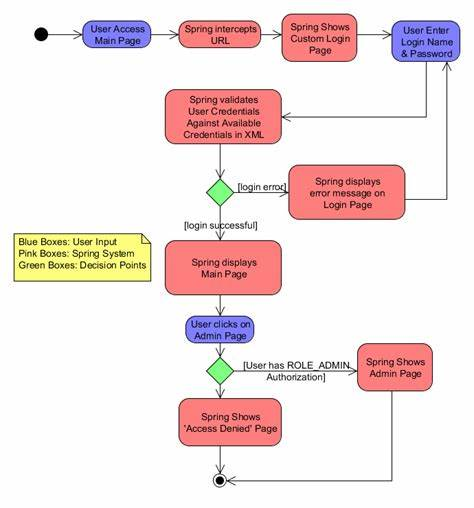 User Access
Main Page
Spring intercepts
URL
Spring Shows
Custom Login
Page
User Enter
Login Name
& Password
Spring validates
User Credentials
Against Available
Credentials in XML
[login error]
Spring displays
error message on
Login Page
[login successful]
Blue Boxes: User Input
Pink Boxes: Spring System
Green Boxes: Decision Points
Spring displays
Main Page
User clicks on
Admin Page
[User has ROLE_ADMIN
Authorization]
Spring Shows
Admin Page
Spring Shows
'Access Denied' Page